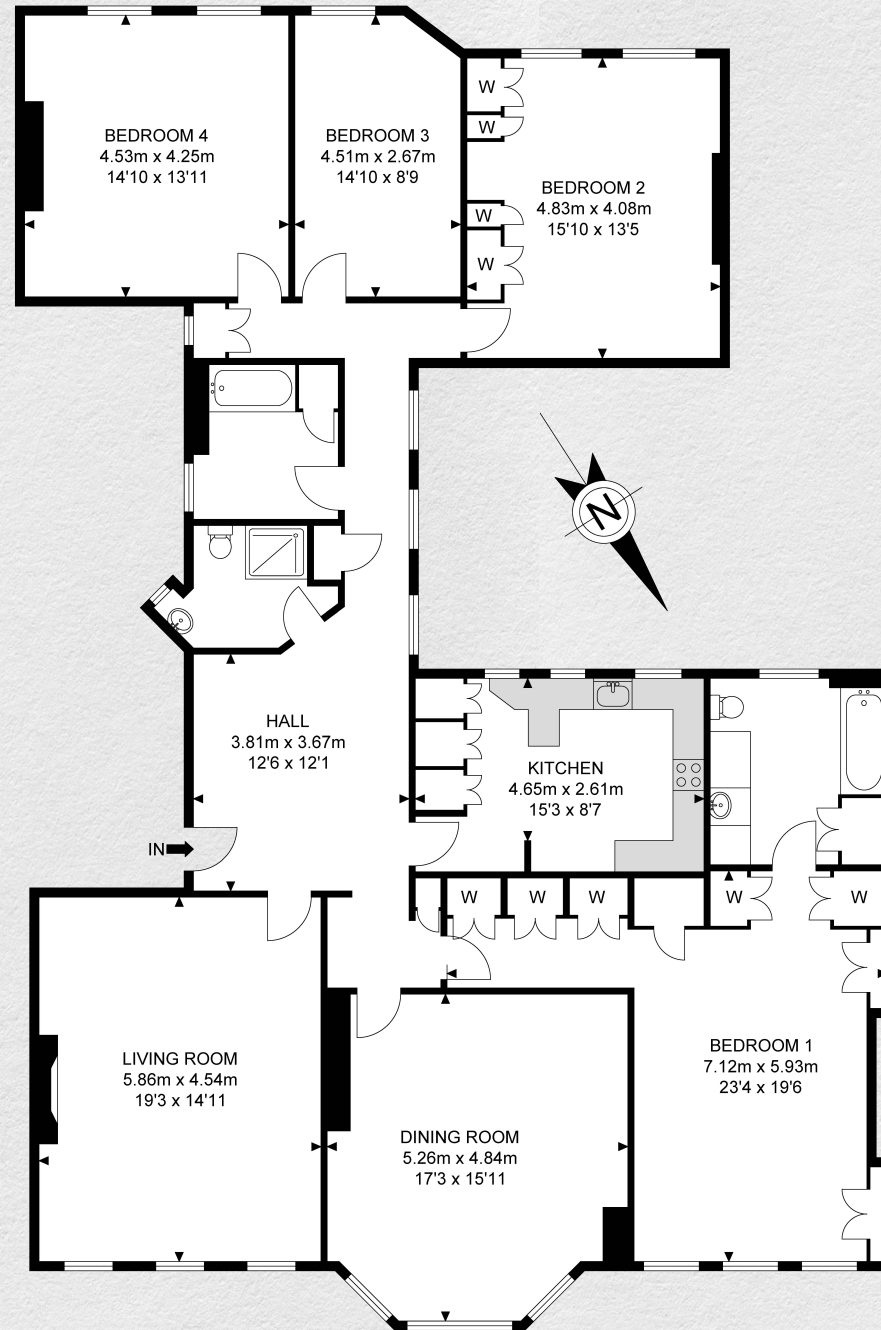 BEDROOM 4
4.53m x 4.25m
14'10 x 13'11
BEDROOM 3
4.51m x 2.67m
14'10 x 8'9
W
W
BEDROOM 2
4.83m x 4.08m
15'10 x 13'5
W
W
N
HALL
3.81m x 3.67m
12'6 x 12'1
KITCHEN
4.65m x 2.61m
15'3 x 8'7
IN
W
W
W
W
W
LIVING ROOM
5.86m x 4.54m
19'3 x 14'11
BEDROOM 1
7.12m x 5.93m
23'4 x 19'6
DINING ROOM
5.26m x 4.84m
17'3 x 15'11